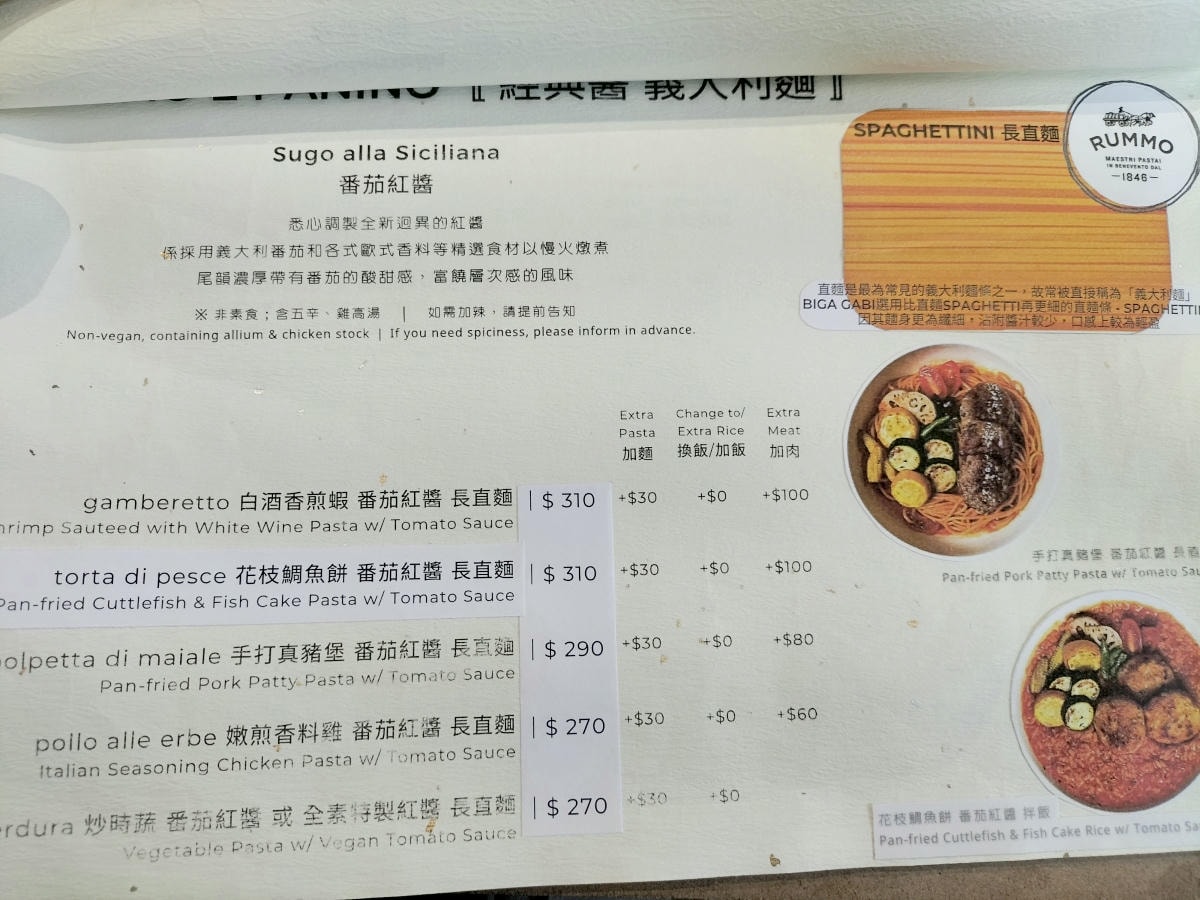 PANINO 『經典醬 義大利麵』
Sugo alla Siciliana
番茄紅醬
悉心調製全新迥異的紅醬
係採用義大利番茄和各式歐式香料等精選食材以慢火燉煮
尾韻濃厚帶有番茄的酸甜感，富饒層次感的風味
※ 非素食；含五辛、雞高湯 | 如需加辣，請提前告知
Non-vegan, containing allium & chicken stock | If you need spiciness, please inform in advance.
SPAGHETTINI 長直麵
RUMMO
MAESTRI PASTAI
IN BENEVENTO DAL
—1846—
直麵是最為常見的義大利麵條之一，故常被直接稱為「義大利麵」
BIGA GABI選用比直麵SPAGHETTI再更細的直麵條 - SPAGHETTI
因其麵身更為纖細，沾附醬汁較少，口感上較為輕盈
Extra Pasta 加麵
Change to/ Extra Rice 換飯/加飯
Extra Meat 加肉
gamberetto 白酒香煎蝦 番茄紅醬 長直麵 | $ 310 +$30 +$0 +$100
hrimp Sauteed with White Wine Pasta w/ Tomato Sauce
torta di pesce 花枝鯛魚餅 番茄紅醬 長直麵 | $ 310 +$30 +$0 +$100
Pan-fried Cuttlefish & Fish Cake Pasta w/ Tomato Sauce
polpetta di maiale 手打真豬堡 番茄紅醬 長直麵 | $ 290 +$30 +$0 +$80
Pan-fried Pork Patty Pasta w/ Tomato Sauce
pollo alle erbe 嫩煎香料雞 番茄紅醬 長直麵 | $ 270 +$30 +$0 +$60
Italian Seasoning Chicken Pasta w/ Tomato Sauce
erdura 炒時蔬 番茄紅醬 或 全素特製紅醬 長直麵 | $ 270 +$30 +$0
Vegetable Pasta w/ Vegan Tomato Sauce
手打真豬堡 番茄紅醬 長直
Pan-fried Pork Patty Pasta w/ Tomato Sau
花枝鯛魚餅 番茄紅醬 拌飯
Pan-fried Cuttlefish & Fish Cake Rice w/ Tomato Sa